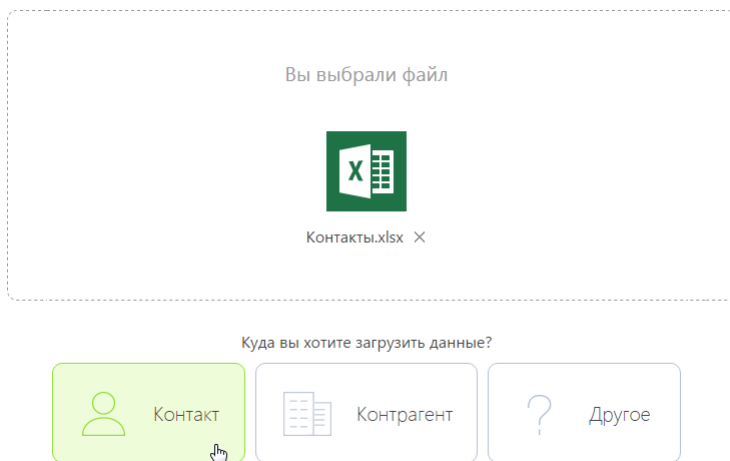 Вы выбрали файл
X
Контакты.xlsx
Куда вы хотите загрузить данные?
Контакт
Контрагент
?
Другое